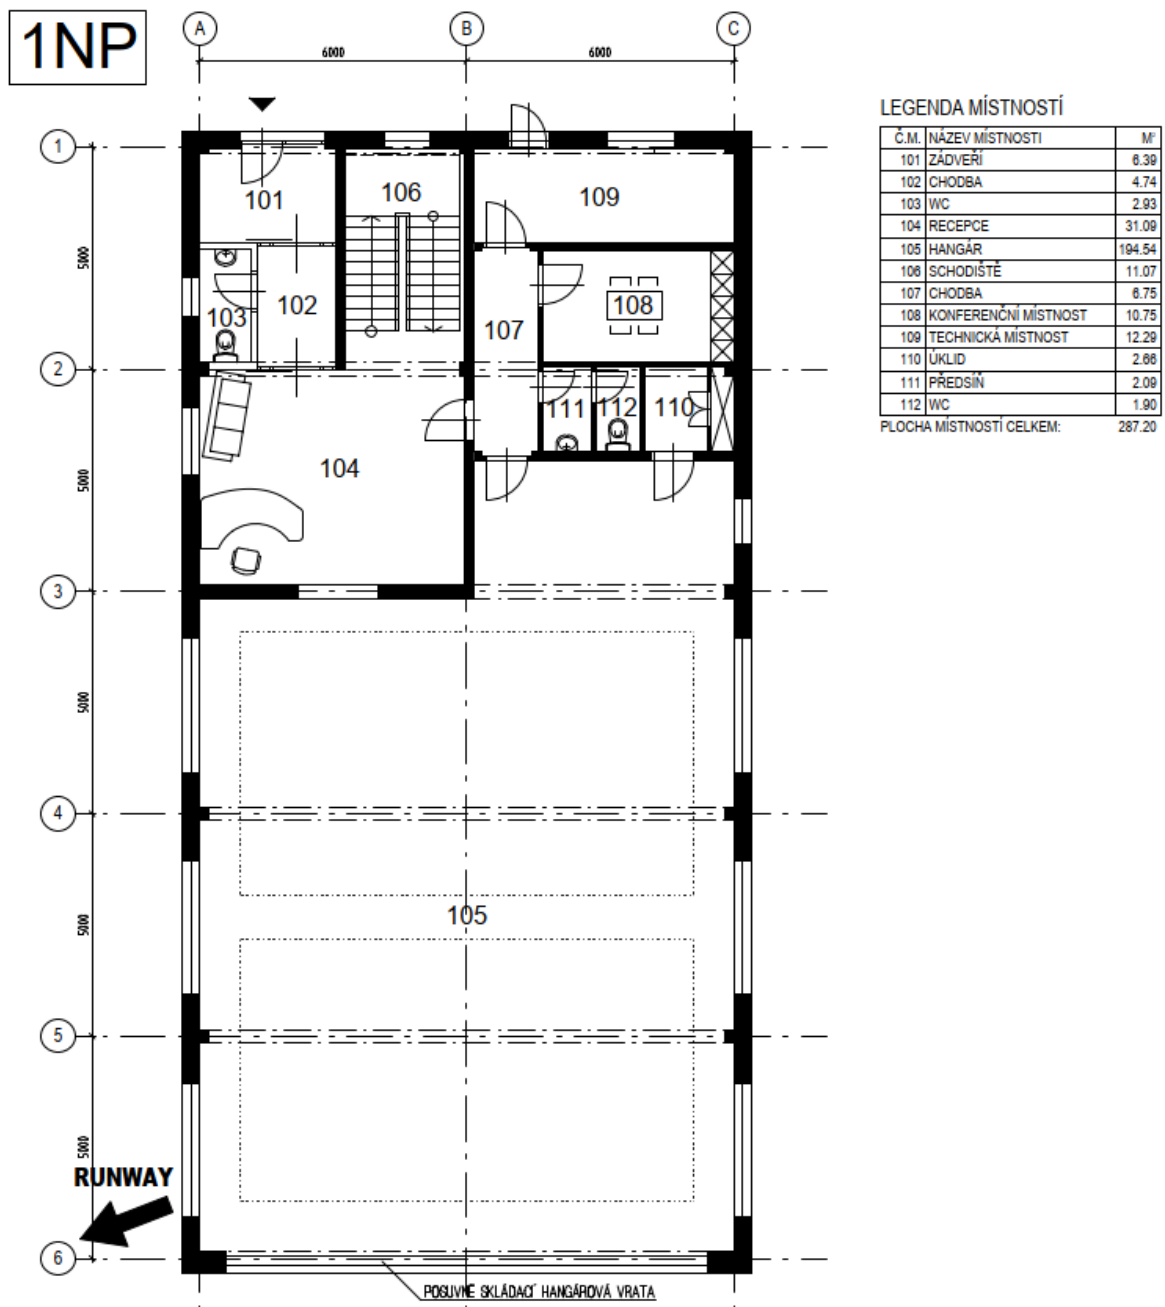 1NP
A B C
6000 6000
LEGENDA MÍSTNOSTÍ
Č.M. NÁZEV MÍSTNOSTI M²
101 ZÁDVEŘÍ 6.39
102 CHODBA 4.74
103 WC 2.93
104 RECEPCE 31.09
105 HANGÁR 194.54
106 SCHODIŠTĚ 11.07
107 CHODBA 6.75
108 KONFERENČNÍ MÍSTNOST 10.75
109 TECHNICKÁ MÍSTNOST 12.29
110 ÚKLID 2.66
111 PŘEDSÍŇ 2.09
112 WC 1.90
PLOCHA MÍSTNOSTÍ CELKEM: 287.20
1
101 106 109
5000
102 103 107 108
2
111 112 110
104
5000
3
5000
4
105
5000
5
5000
RUNWAY
6
POSUVNÉ SKLÁDACÍ HANGÁROVÁ VRATA